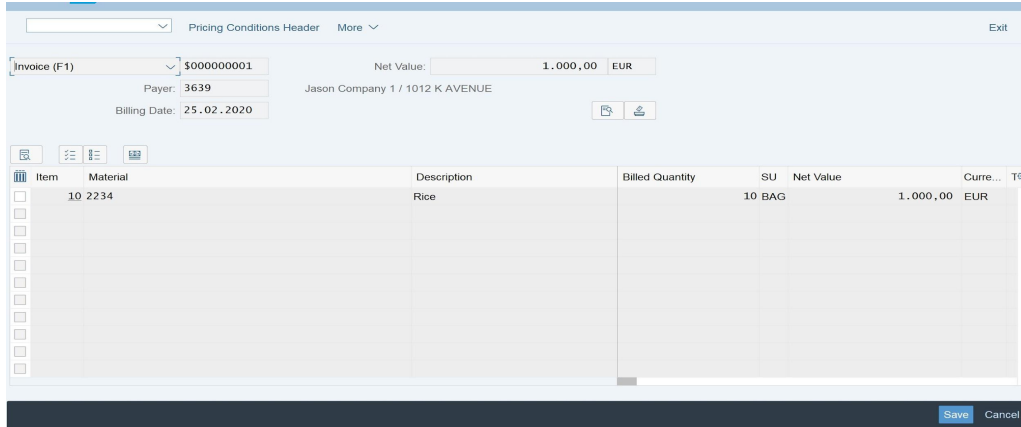 Pricing Conditions Header More Exit
Invoice (F1) $000000001 Net Value: 1.000,00 EUR
Payer: 3639 Jason Company 1 / 1012 K AVENUE
Billing Date: 25.02.2020
Item Material Description Billed Quantity SU Net Value Curre...
10 2234 Rice 10 BAG 1.000,00 EUR
Save Cancel